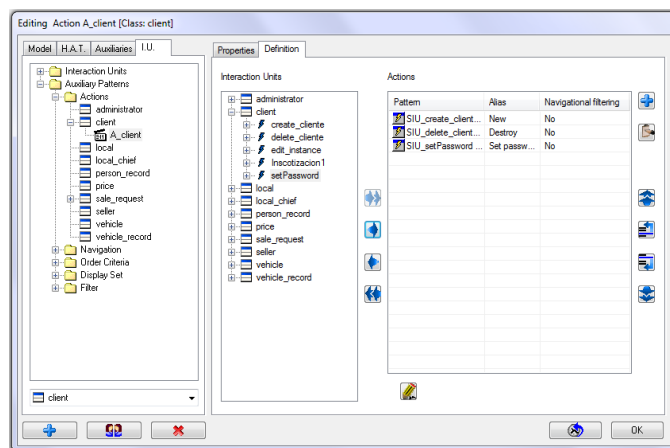 Editing Action A_client [Class: client]
Model H.A.T. Auxiliaries I.U.
Interaction Units
Auxiliary Patterns
Actions
administrator
client
A_client
local
local_chief
person_record
price
sale_request
seller
vehicle
vehicle_record
Navigation
Order Criteria
Display Set
Filter
client
Properties Definition
Interaction Units
administrator
client
create_cliente
delete_cliente
edit_instance
Inscotizacion1
setPassword
local
local_chief
person_record
price
sale_request
seller
vehicle
vehicle_record
Actions
Pattern Alias Navigational filtering
SIU_create_client... New No
SIU_delete_client... Destroy No
SIU_setPassword ... Set passw... No
OK